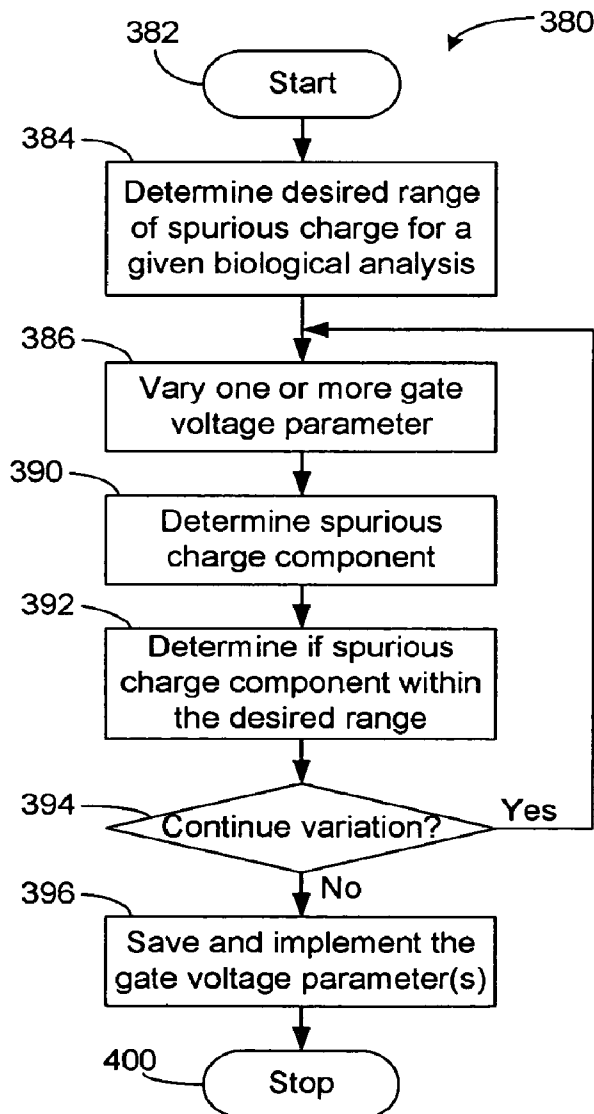 380
382
Start
384
Determine desired range
of spurious charge for a
given biological analysis
386
Vary one or more gate
voltage parameter
390
Determine spurious
charge component
392
Determine if spurious
charge component within
the desired range
394
Continue variation?
Yes
No
396
Save and implement the
gate voltage parameter(s)
400
Stop